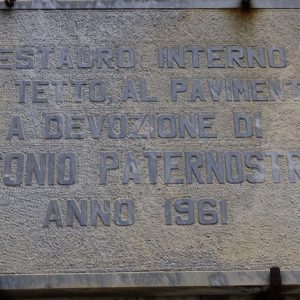 ESTAURO INTERNO
TETTO, AL PAVIMENT
A DEVOZIONE DI
ONIO PATERNOSTR
ANNO 1961